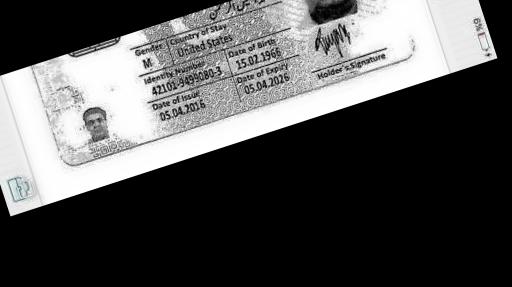 Gender Country of Stay
M United States
Identity Number Date of Birth
42101-9499080-3 15.02.1966
Date of Issue Date of Expiry
05.04.2016 05.04.2026
Holder's Signature